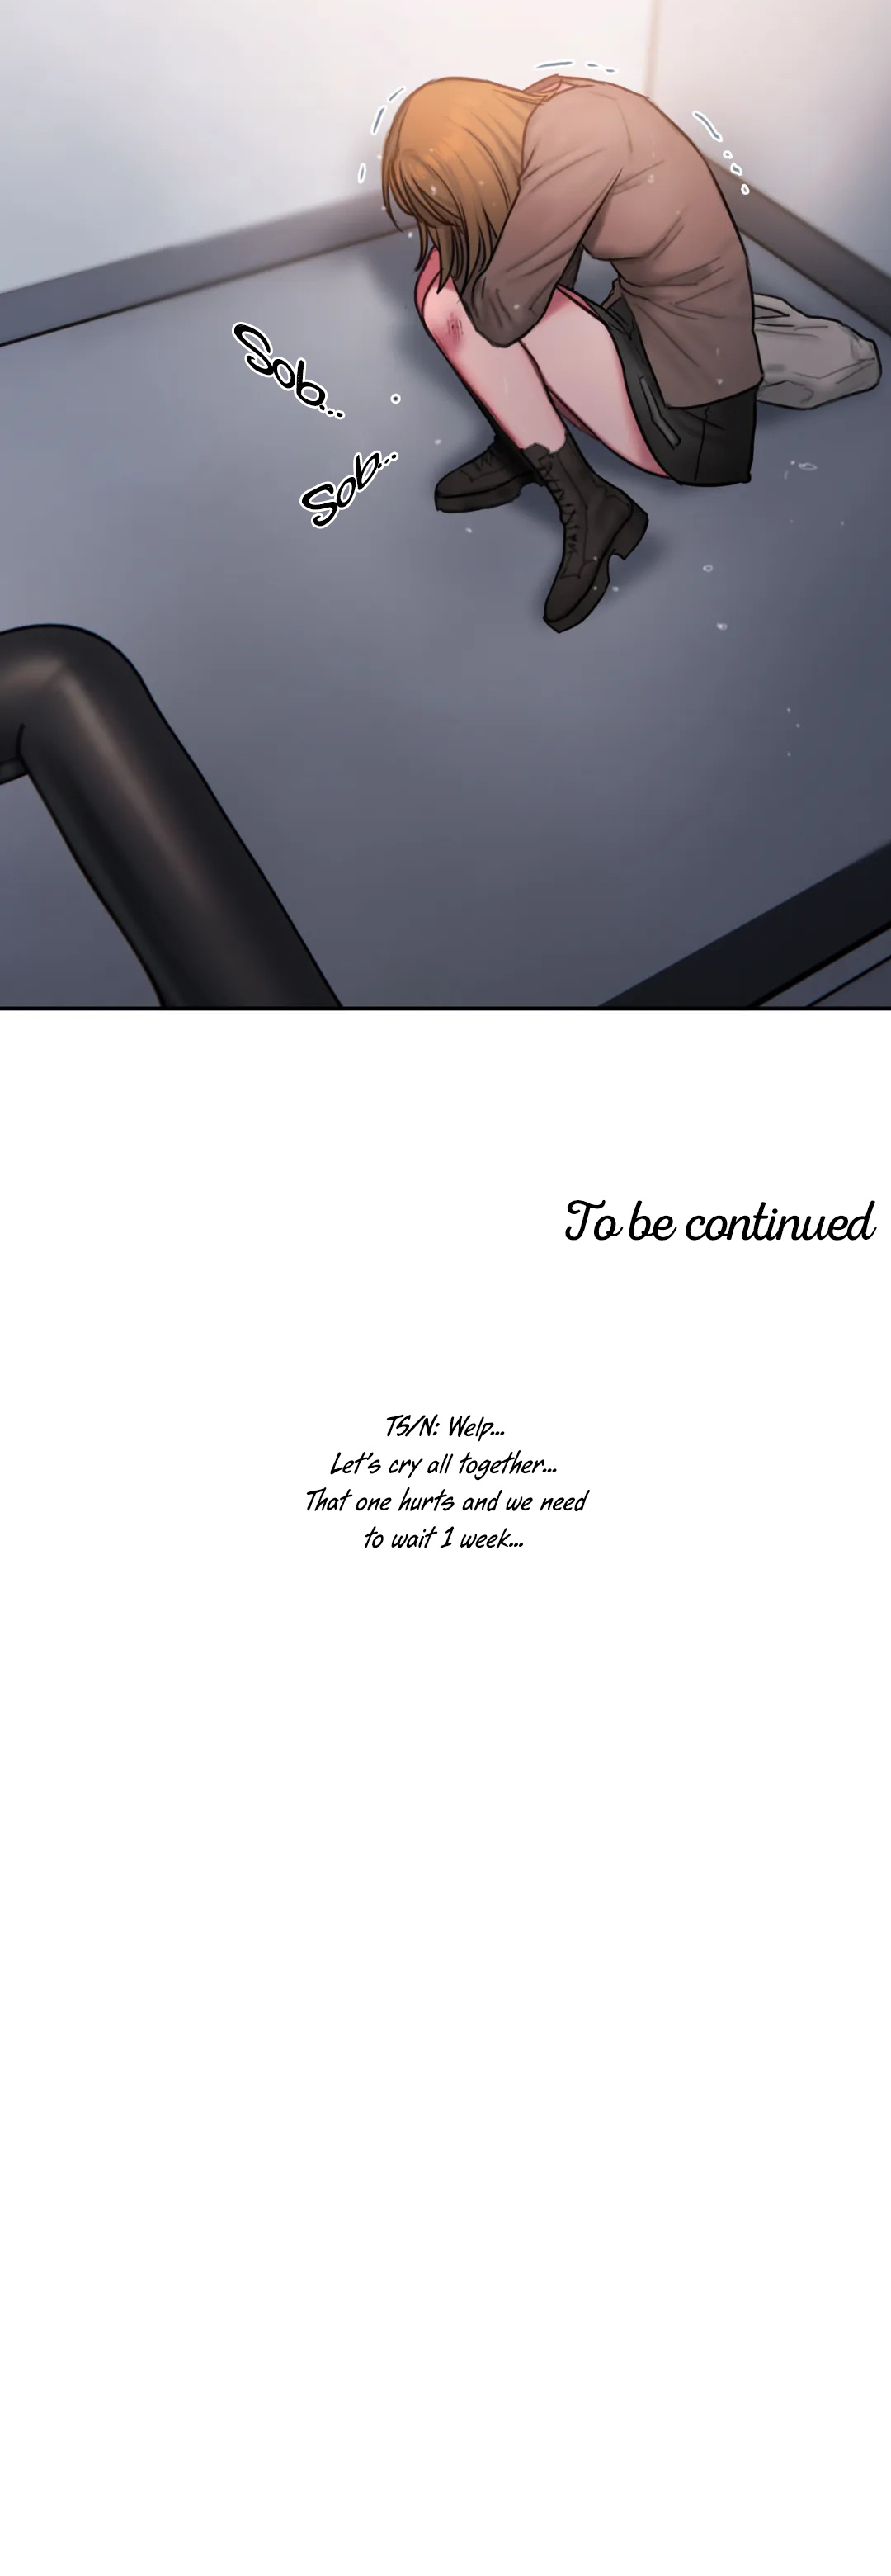 Sob...
Sob...
To be continued
TS/N: Welp...
Let's cry all together...
That one hurts and we need
to wait 1 week...